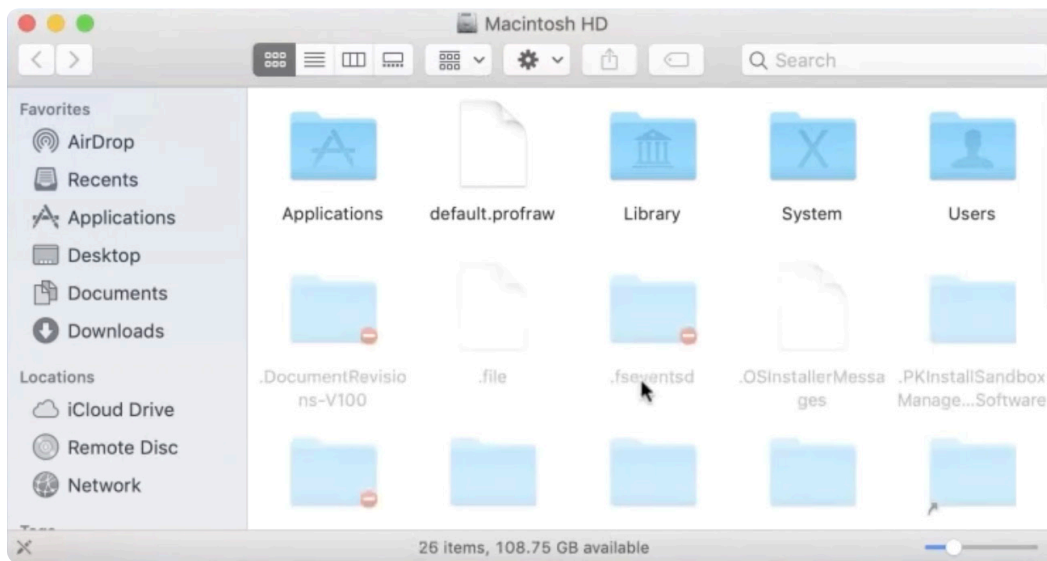 Macintosh HD
Search
Favorites
AirDrop
Recents
Applications
Desktop
Documents
Downloads
Locations
iCloud Drive
Remote Disc
Network
Tags
Applications
default.profraw
Library
System
Users
.DocumentRevisio
ns-V100
.file
.fseventsd
.OSInstallerMessa
ges
.PKInstallSandbox
Manage...Software
26 items, 108.75 GB available